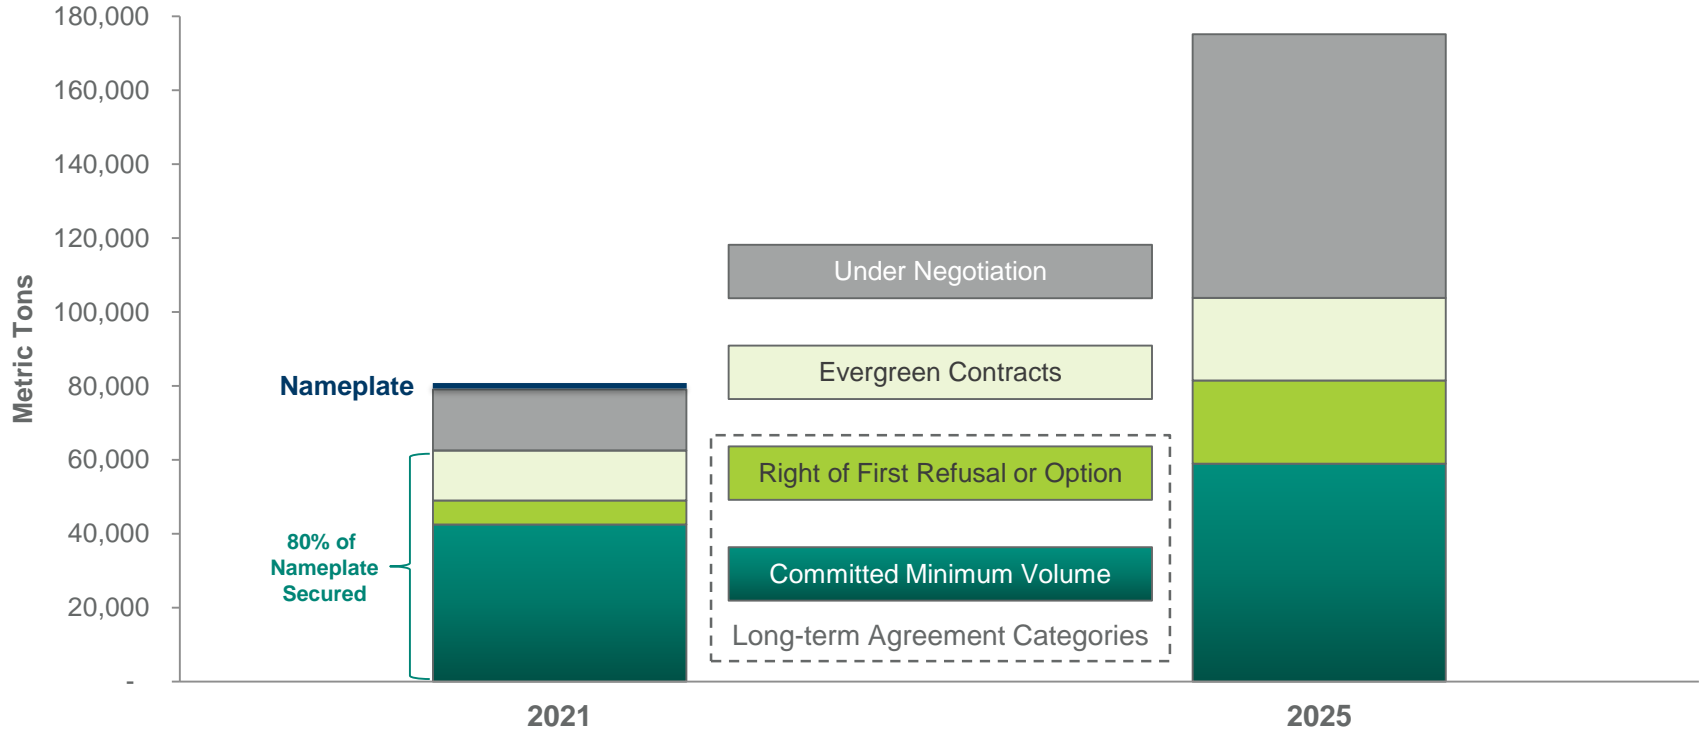 180,000
160,000
140,000
120,000
100,000
80,000
60,000
40,000
20,000
-
Metric Tons
Nameplate
80% of
Nameplate
Secured
Under Negotiation
Evergreen Contracts
Right of First Refusal or Option
Committed Minimum Volume
Long-term Agreement Categories
2021
2025